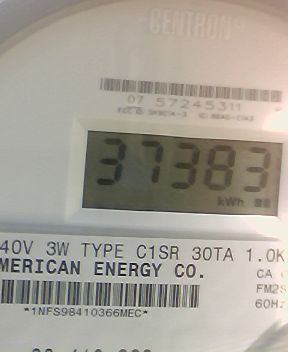 CENTRON®
07 57245311
37383
kWh
40V 3W TYPE C1SR 30TA 1.0K
MERICAN ENERGY CO.
CA
FM2S
60Hz
*1NFS98410366MEC*